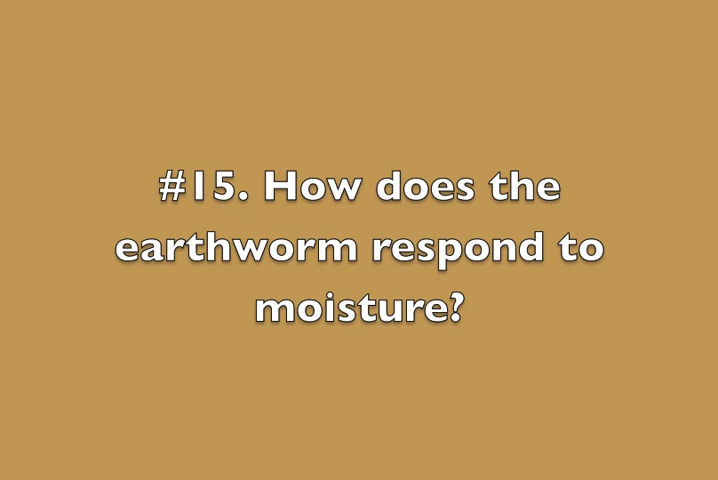 #15. How does the
earthworm respond to
moisture?